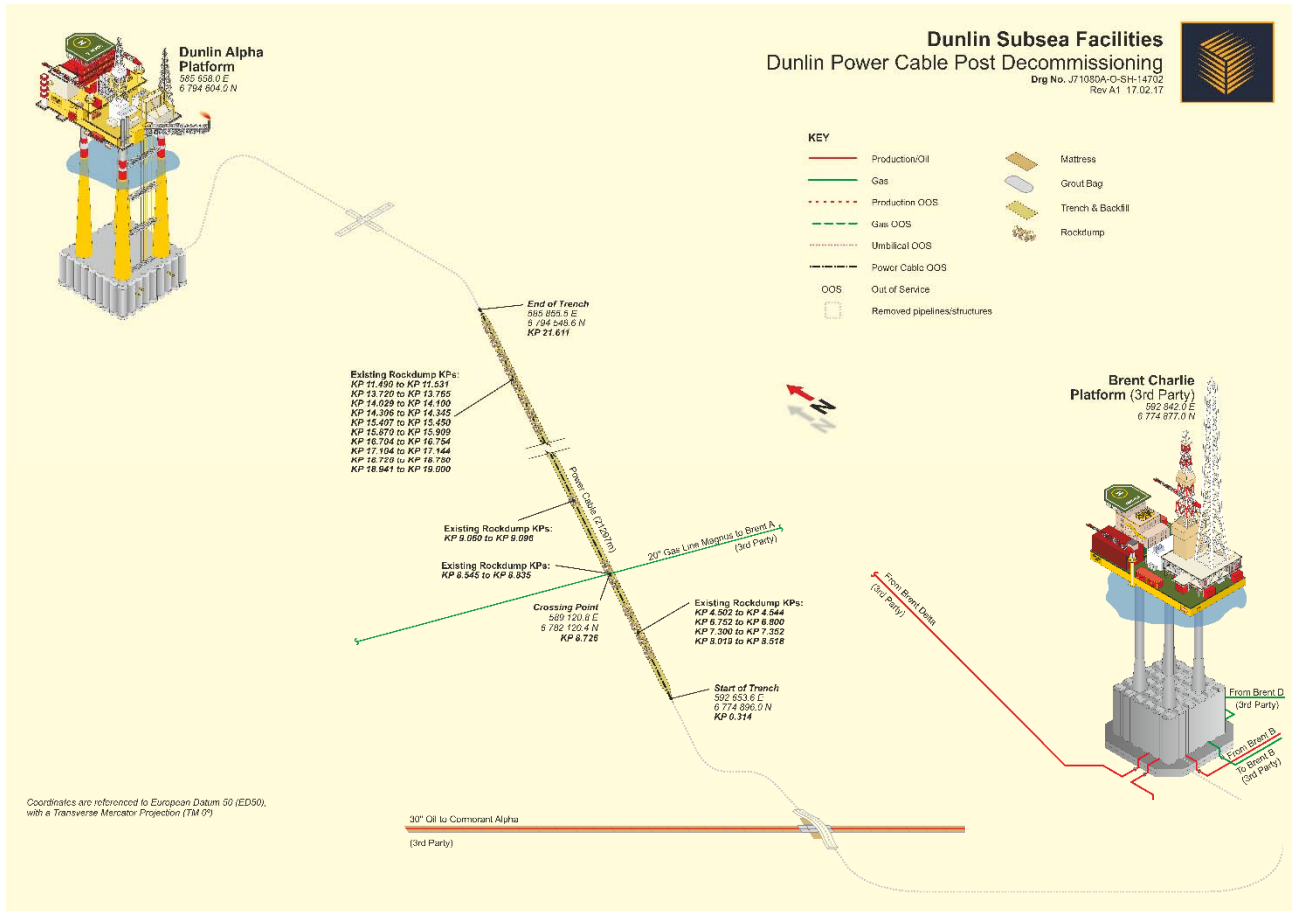 Dunlin Subsea Facilities
Dunlin Power Cable Post Decommissioning
Drg No. J71080A-O-SH-14702
Rev A1 17.02.17
Dunlin Alpha
Platform
585 658.0 E
6 794 604.0 N
KEY
Production/Oil
Gas
Production OOS
Gas OOS
Umbilical OOS
Power Cable OOS
OOS Out of Service
Removed pipelines/structures
Mattress
Grout Bag
Trench & Backfill
Rockdump
End of Trench
585 855.5 E
6 794 548.6 N
KP 21.611
Existing Rockdump KPs:
KP 11.490 to KP 11.531
KP 13.720 to KP 13.765
KP 14.029 to KP 14.100
KP 14.306 to KP 14.345
KP 15.407 to KP 15.450
KP 15.870 to KP 15.909
KP 16.704 to KP 16.754
KP 17.104 to KP 17.144
KP 18.728 to KP 18.780
KP 18.941 to KP 19.000
N
Brent Charlie
Platform (3rd Party)
592 842.0 E
6 774 877.0 N
Power Cable (21297m)
Existing Rockdump KPs:
KP 9.060 to KP 9.096
20" Gas Line Magnus to Brent A
(3rd Party)
Existing Rockdump KPs:
KP 8.545 to KP 8.835
Crossing Point
589 120.8 E
6 782 120.4 N
KP 8.726
Existing Rockdump KPs:
KP 4.502 to KP 4.544
KP 6.752 to KP 6.800
KP 7.300 to KP 7.352
KP 8.019 to KP 8.518
From Brent Delta
(3rd Party)
Start of Trench
592 653.6 E
6 774 896.0 N
KP 0.314
From Brent D
(3rd Party)
From Brent B
To Brent B
(3rd Party)
Coordinates are referenced to European Datum 50 (ED50),
with a Transverse Mercator Projection (TM 0º)
30" Oil to Cormorant Alpha
(3rd Party)